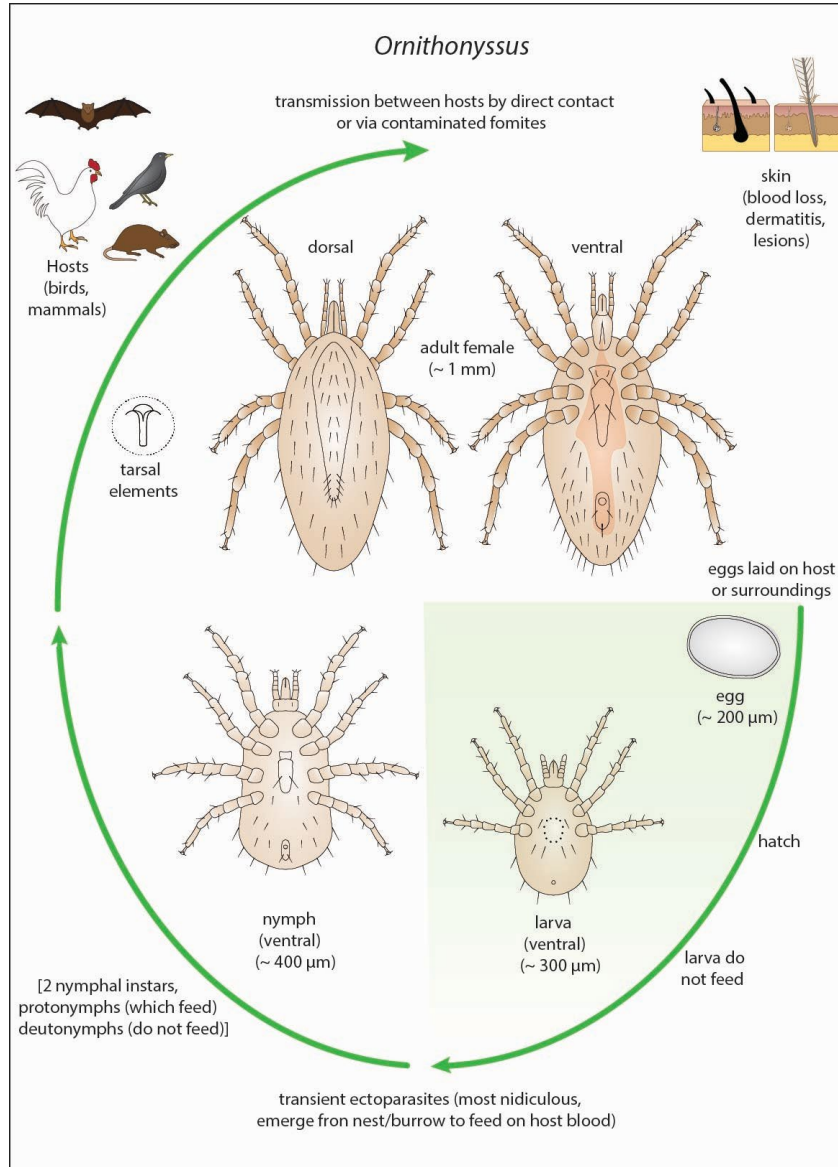 Ornithonyssus
transmission between hosts by direct contact
or via contaminated fomites
skin
(blood loss,
dermatitis,
lesions)
Hosts
(birds,
mammals)
dorsal
ventral
adult female
(~ 1 mm)
tarsal
elements
eggs laid on host
or surroundings
egg
(~ 200 µm)
hatch
larva do
not feed
larva
(ventral)
(~ 300 µm)
nymph
(ventral)
(~ 400 µm)
[2 nymphal instars,
protonymphs (which feed)
deutonymphs (do not feed)]
transient ectoparasites (most nidiculous,
emerge fron nest/burrow to feed on host blood)